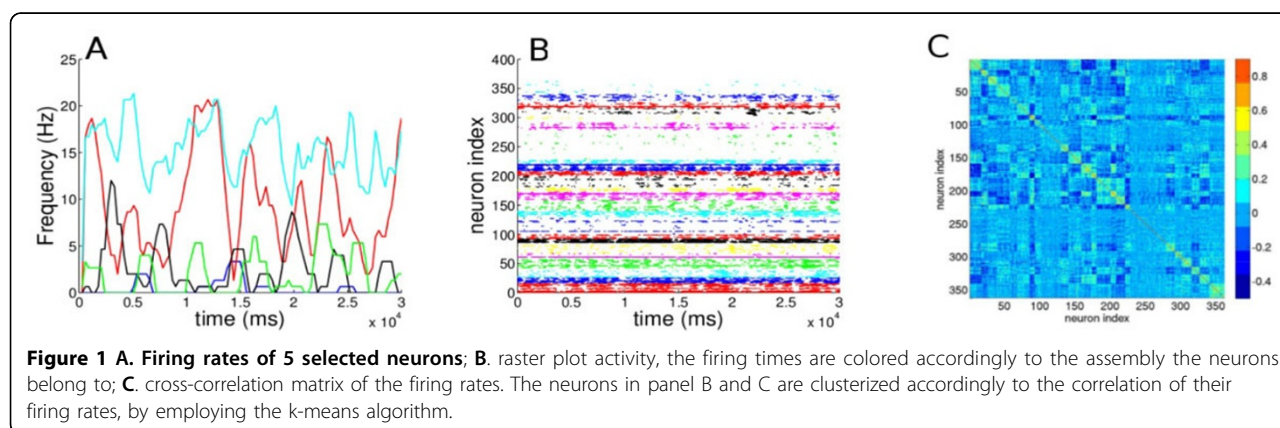 A
25
20
15
10
5
0
Frequency (Hz)
0 0.5 1 1.5 2 2.5 3
time (ms)
x 10^4
B
400
350
300
250
200
150
100
50
0
neuron index
0 0.5 1 1.5 2 2.5 3
time (ms)
x 10^4
C
50
100
150
200
250
300
350
neuron index
50 100 150 200 250 300 350
neuron index
0.8
0.6
0.4
0.2
0
-0.2
-0.4
Figure 1 A. Firing rates of 5 selected neurons; B. raster plot activity, the firing times are colored accordingly to the assembly the neurons
belong to; C. cross-correlation matrix of the firing rates. The neurons in panel B and C are clusterized accordingly to the correlation of their
firing rates, by employing the k-means algorithm.